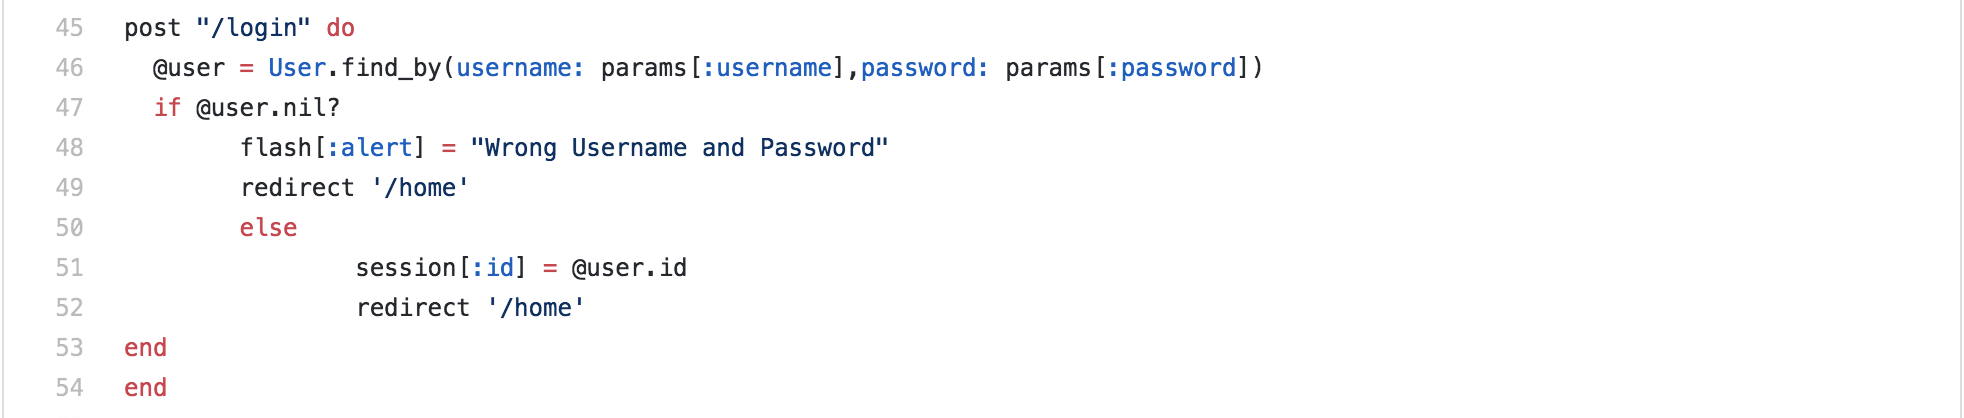 45 post "/login" do
46 @user = User.find_by(username: params[:username],password: params[:password])
47 if @user.nil?
48 flash[:alert] = "Wrong Username and Password"
49 redirect '/home'
50 else
51 session[:id] = @user.id
52 redirect '/home'
53 end
54 end